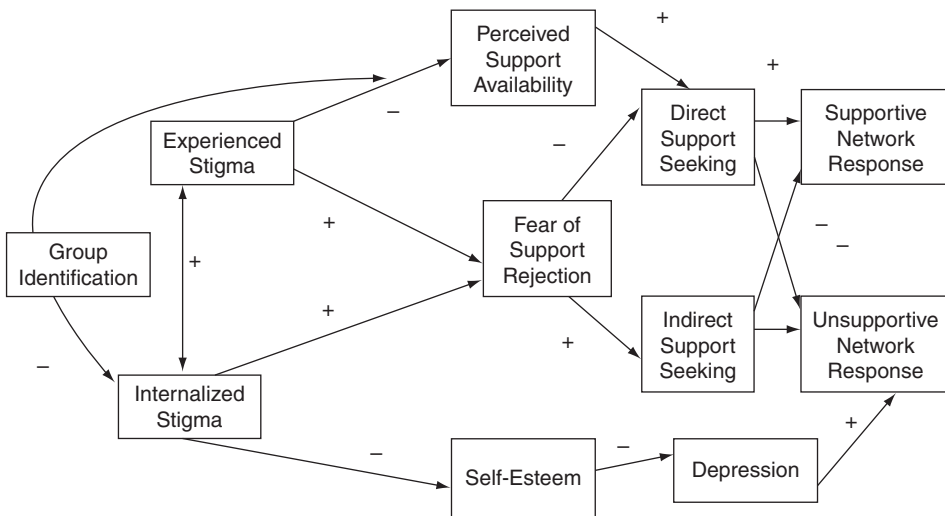 Perceived
Support
Availability
+
+
–
Direct
Support
Seeking
Supportive
Network
Response
Experienced
Stigma
–
+
Fear of
Support
Rejection
–
–
Group
Identification
+
+
Indirect
Support
Seeking
Unsupportive
Network
Response
+
–
Internalized
Stigma
–
–
+
Self-Esteem
Depression